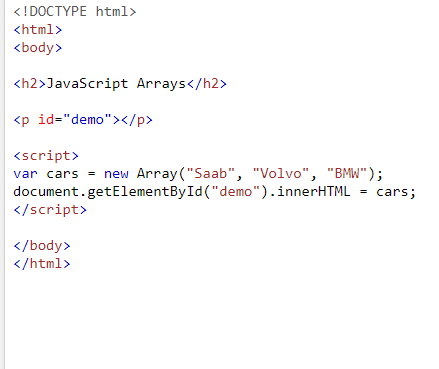 <!DOCTYPE html>
<html>
<body>
<h2>JavaScript Arrays</h2>
<p id="demo"></p>
<script>
var cars = new Array("Saab", "Volvo", "BMW");
document.getElementById("demo").innerHTML = cars;
</script>
</body>
</html>